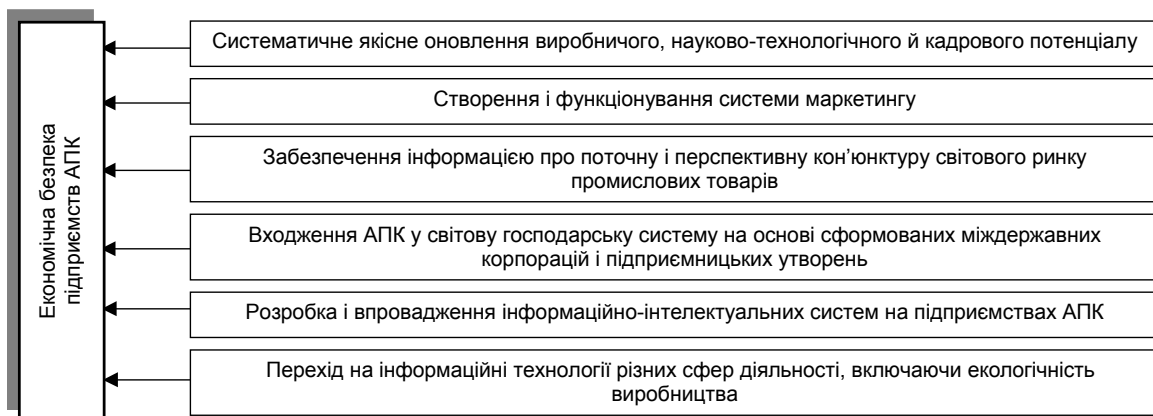 Економічна безпека
підприємств АПК
Систематичне якісне оновлення виробничого, науково-технологічного й кадрового потенціалу
Створення і функціонування системи маркетингу
Забезпечення інформацією про поточну і перспективну кон’юнктуру світового ринку
промислових товарів
Входження АПК у світову господарську систему на основі сформованих міждержавних
корпорацій і підприємницьких утворень
Розробка і впровадження інформаційно-інтелектуальних систем на підприємствах АПК
Перехід на інформаційні технології різних сфер діяльності, включаючи екологічність
виробництва